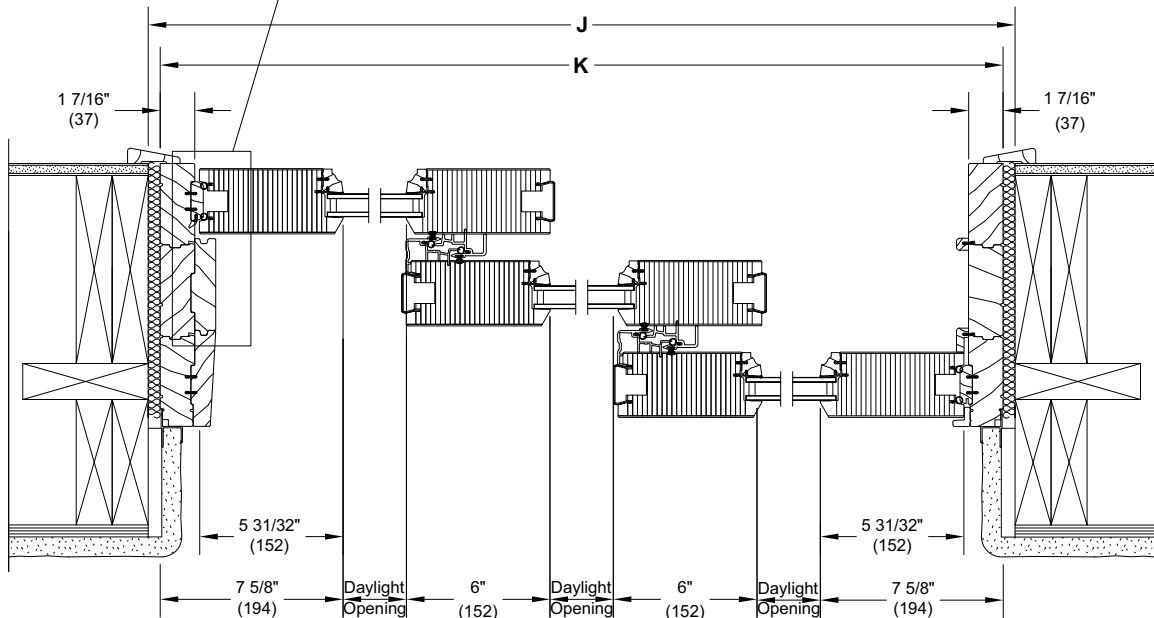 J
K
1 7/16"
(37)
1 7/16"
(37)
5 31/32"
(152)
5 31/32"
(152)
7 5/8"
(194)
Daylight
Opening
6"
(152)
Daylight
Opening
6"
(152)
Daylight
Opening
7 5/8"
(194)